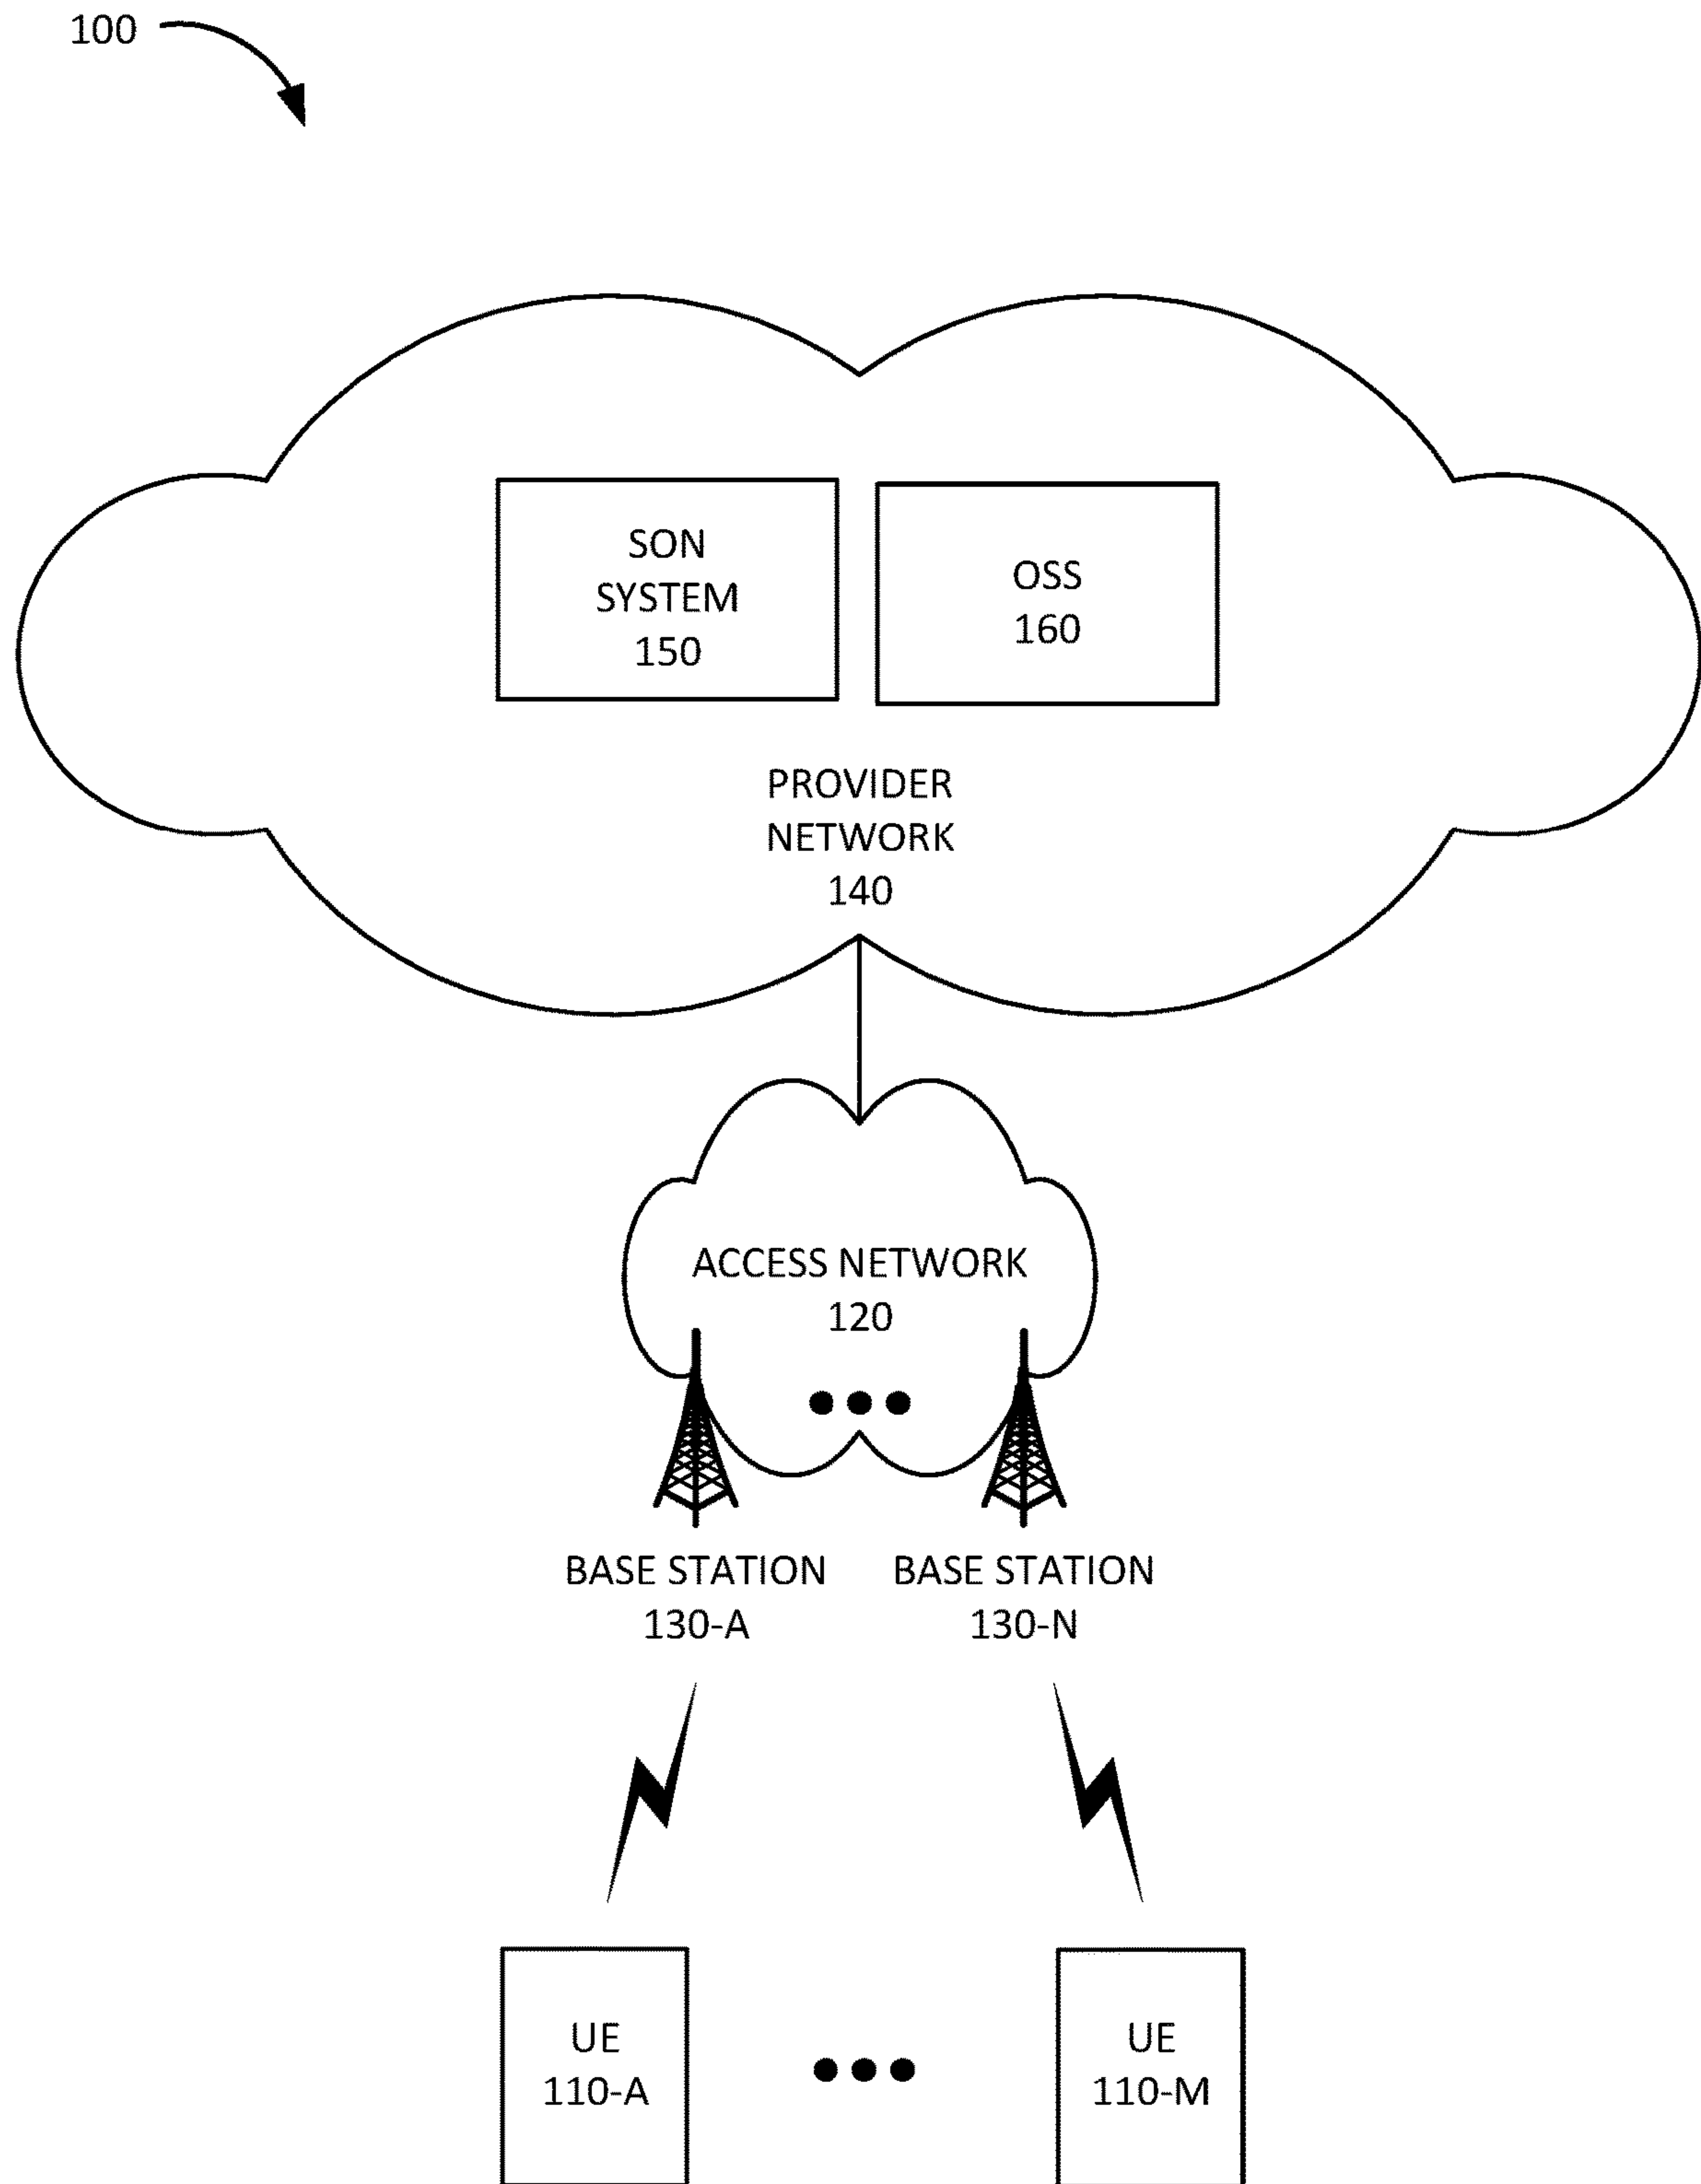 100
SON
SYSTEM
150
OSS
160
PROVIDER
NETWORK
140
ACCESS NETWORK
120
BASE STATION
130-A
BASE STATION
130-N
UE
110-A
UE
110-M